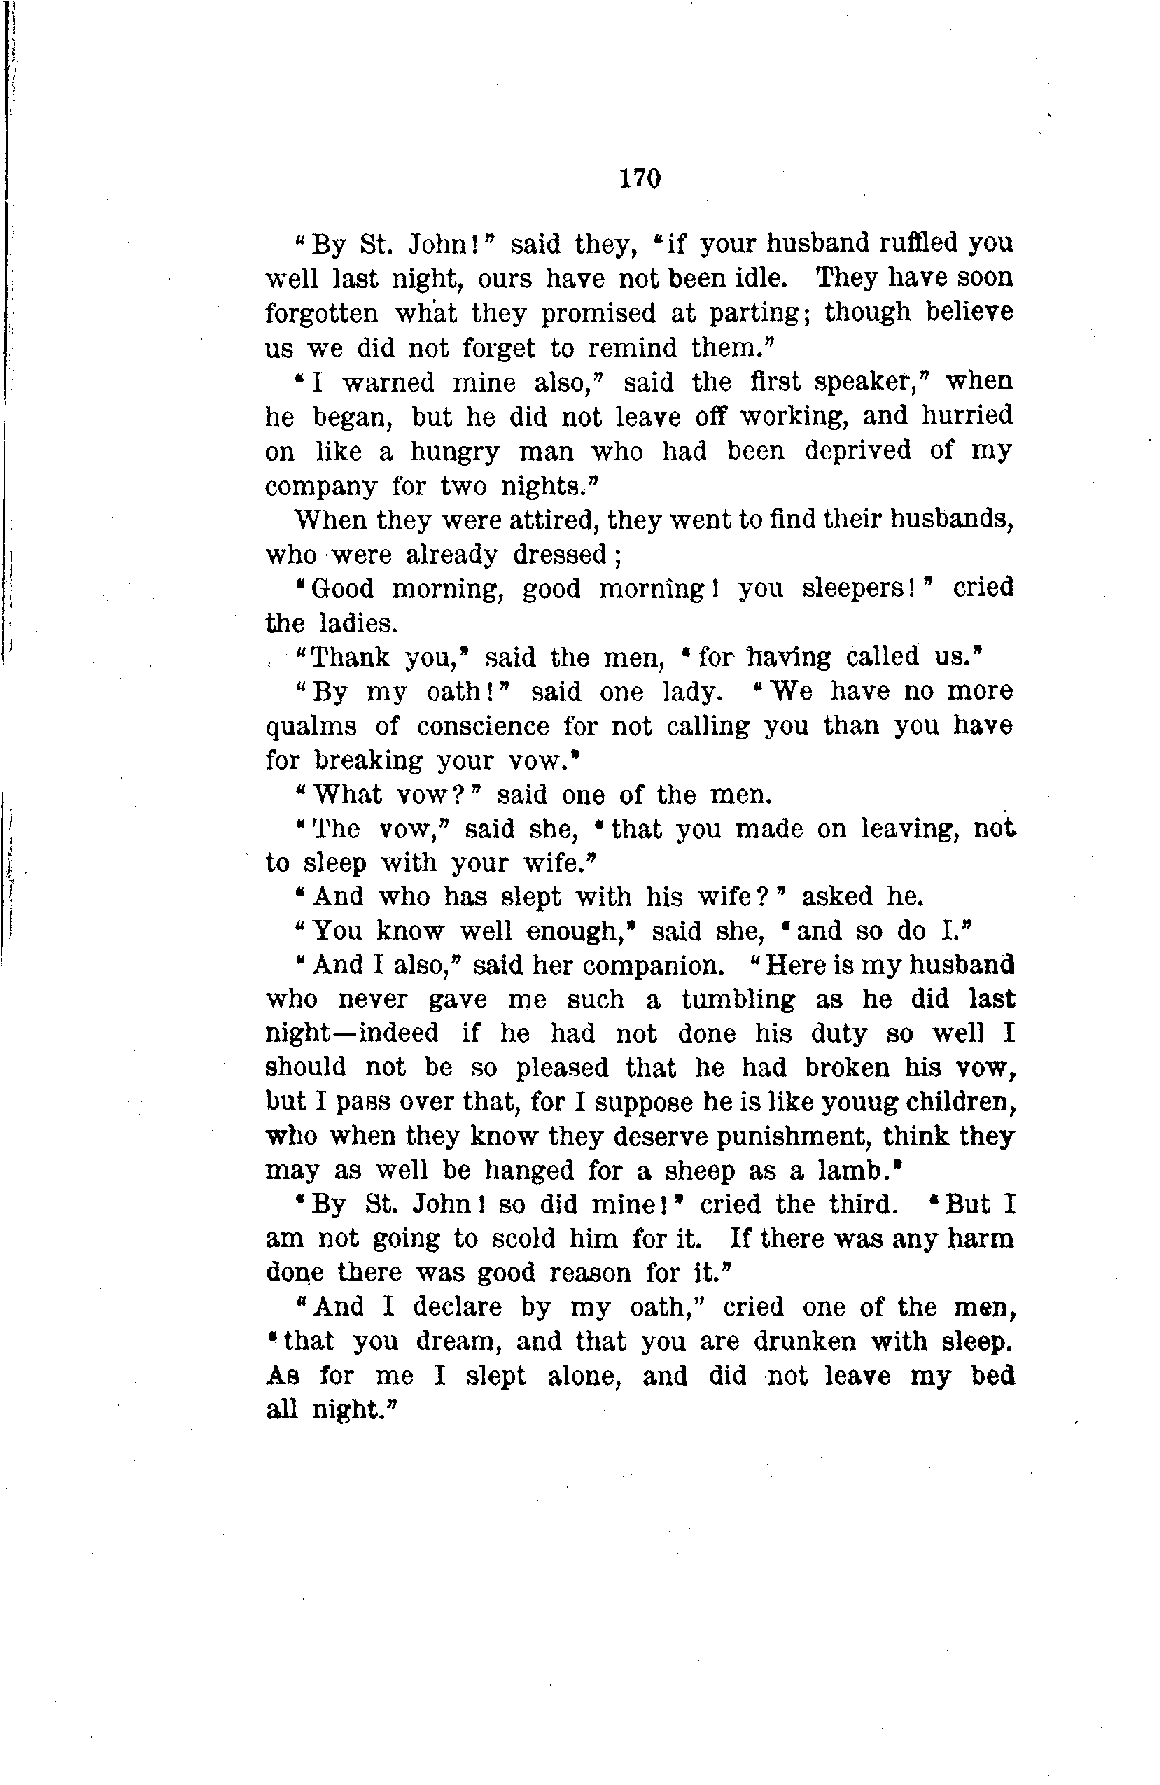 170
"By St. John!" said they, "if your husband ruffled you
well last night, ours have not been idle. They have soon
forgotten what they promised at parting; though believe
us we did not forget to remind them."
"I warned mine also," said the first speaker," when
he began, but he did not leave off working, and hurried
on like a hungry man who had been deprived of my
company for two nights."
When they were attired, they went to find their husbands,
who were already dressed;
"Good morning, good morning! you sleepers!" cried
the ladies.
"Thank you," said the men, "for having called us."
"By my oath!" said one lady. "We have no more
qualms of conscience for not calling you than you have
for breaking your vow."
"What vow?" said one of the men.
"The vow," said she, "that you made on leaving, not
to sleep with your wife."
"And who has slept with his wife?" asked he.
"You know well enough," said she, "and so do I."
"And I also," said her companion. "Here is my husband
who never gave me such a tumbling as he did last
night—indeed if he had not done his duty so well I
should not be so pleased that he had broken his vow,
but I pass over that, for I suppose he is like youug children,
who when they know they deserve punishment, think they
may as well be hanged for a sheep as a lamb."
"By St. John! so did mine!" cried the third. "But I
am not going to scold him for it. If there was any harm
done there was good reason for it."
"And I declare by my oath," cried one of the men,
"that you dream, and that you are drunken with sleep.
As for me I slept alone, and did not leave my bed
all night."